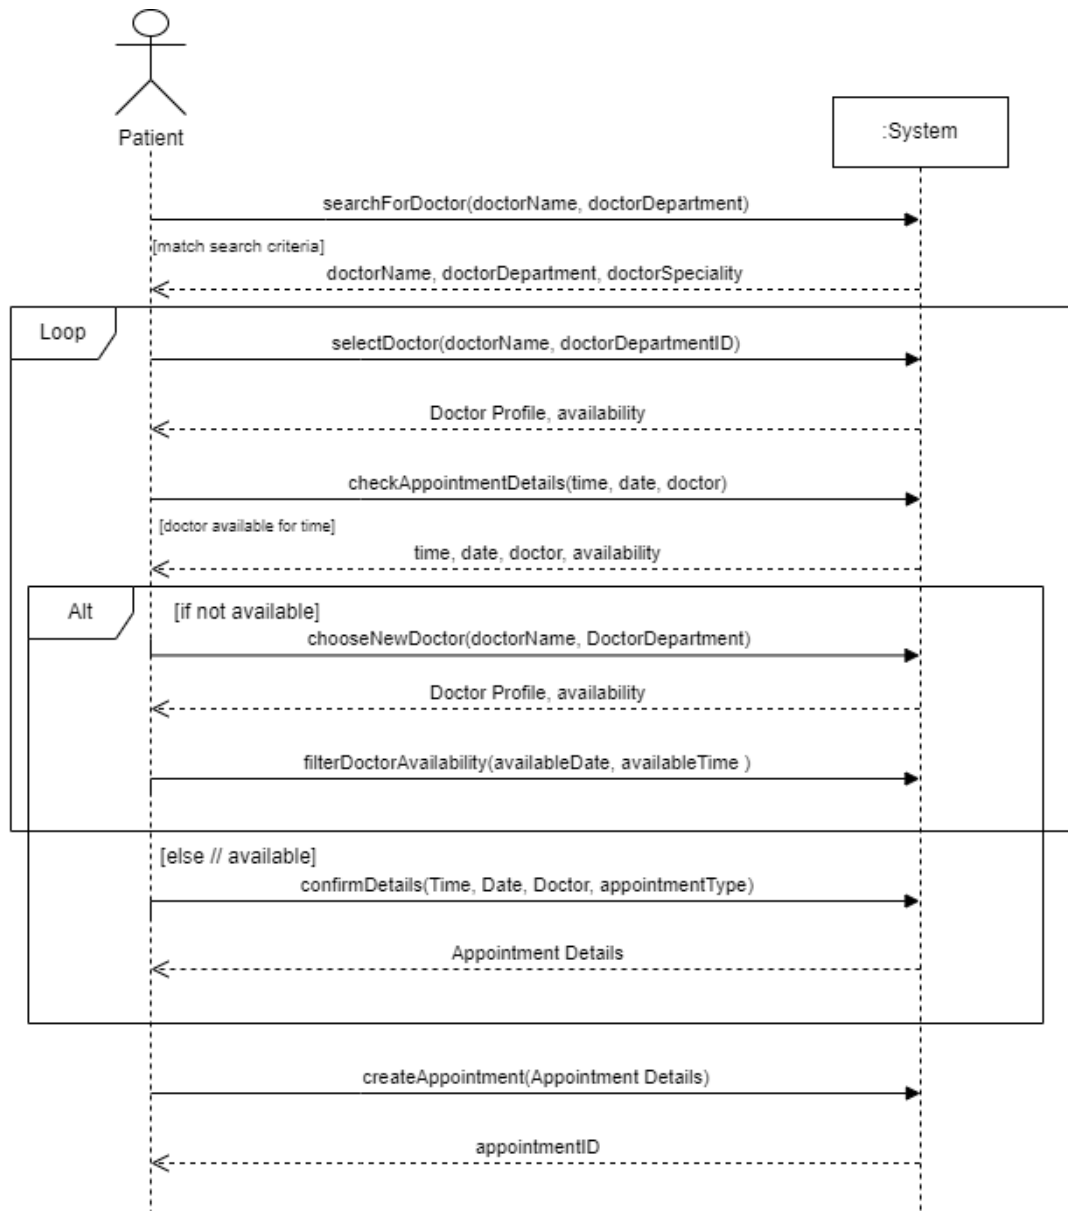 Patient
:System
searchForDoctor(doctorName, doctorDepartment)
[match search criteria]
doctorName, doctorDepartment, doctorSpeciality
Loop
selectDoctor(doctorName, doctorDepartmentID)
Doctor Profile, availability
checkAppointmentDetails(time, date, doctor)
[doctor available for time]
time, date, doctor, availability
Alt
[if not available]
chooseNewDoctor(doctorName, DoctorDepartment)
Doctor Profile, availability
filterDoctorAvailability(availableDate, availableTime )
[else // available]
confirmDetails(Time, Date, Doctor, appointmentType)
Appointment Details
createAppointment(Appointment Details)
appointmentID